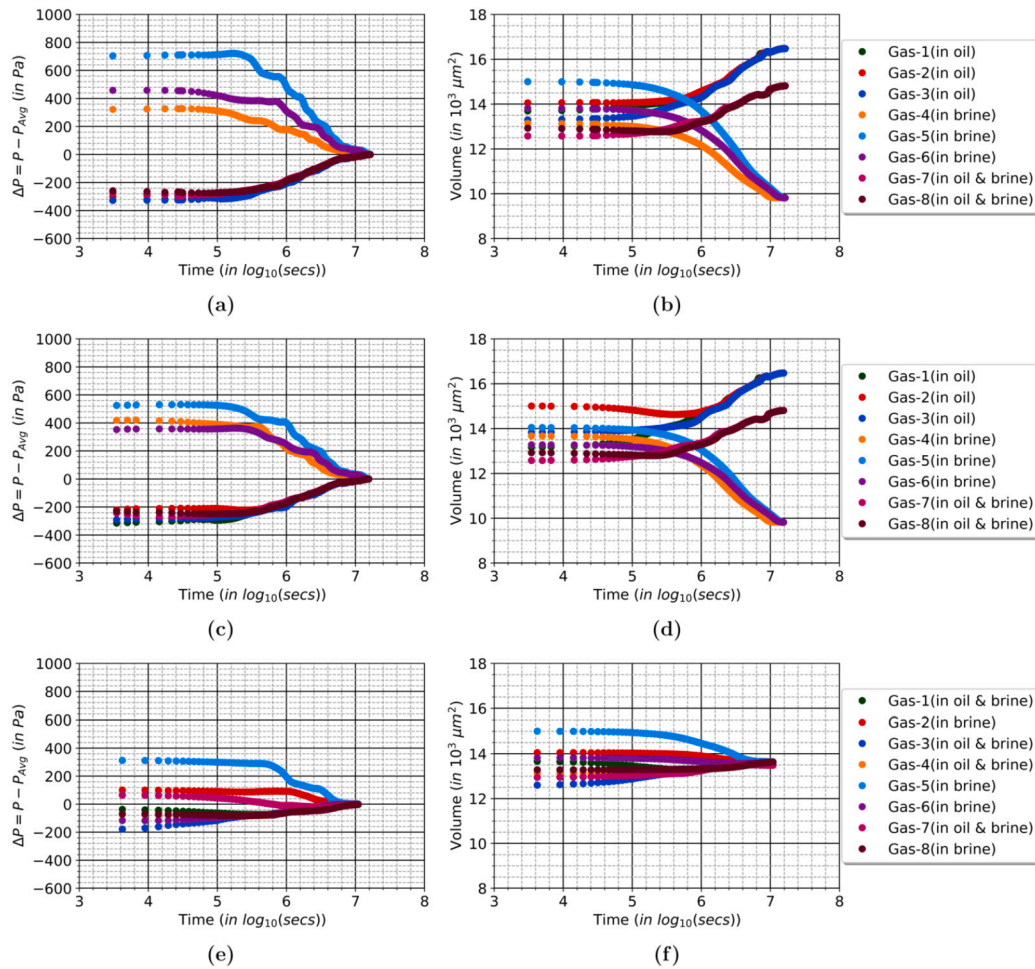 1000
800
600
400
200
0
−200
−400
−600
3 4 5 6 7 8
ΔP = P − P_Avg (in Pa)
Time (in log₁₀(secs))
(a)
18
16
14
12
10
8
3 4 5 6 7 8
Volume (in 10³ μm²)
Time (in log₁₀(secs))
(b)
Gas-1(in oil)
Gas-2(in oil)
Gas-3(in oil)
Gas-4(in brine)
Gas-5(in brine)
Gas-6(in brine)
Gas-7(in oil & brine)
Gas-8(in oil & brine)
1000
800
600
400
200
0
−200
−400
−600
3 4 5 6 7 8
ΔP = P − P_Avg (in Pa)
Time (in log₁₀(secs))
(c)
18
16
14
12
10
8
3 4 5 6 7 8
Volume (in 10³ μm²)
Time (in log₁₀(secs))
(d)
Gas-1(in oil)
Gas-2(in oil)
Gas-3(in oil)
Gas-4(in brine)
Gas-5(in brine)
Gas-6(in brine)
Gas-7(in oil & brine)
Gas-8(in oil & brine)
1000
800
600
400
200
0
−200
−400
−600
3 4 5 6 7 8
ΔP = P − P_Avg (in Pa)
Time (in log₁₀(secs))
(e)
18
16
14
12
10
8
3 4 5 6 7 8
Volume (in 10³ μm²)
Time (in log₁₀(secs))
(f)
Gas-1(in oil & brine)
Gas-2(in brine)
Gas-3(in oil & brine)
Gas-4(in oil & brine)
Gas-5(in brine)
Gas-6(in brine)
Gas-7(in oil & brine)
Gas-8(in brine)